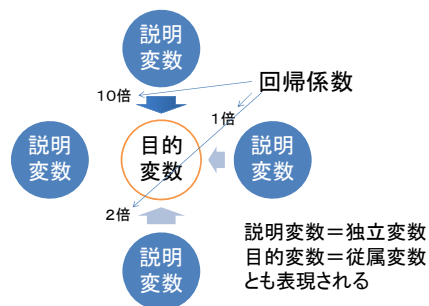 説明
変数
10倍
回帰係数
1倍
説明
変数
目的
変数
説明
変数
2倍
説明
変数
説明変数＝独立変数
目的変数＝従属変数
とも表現される